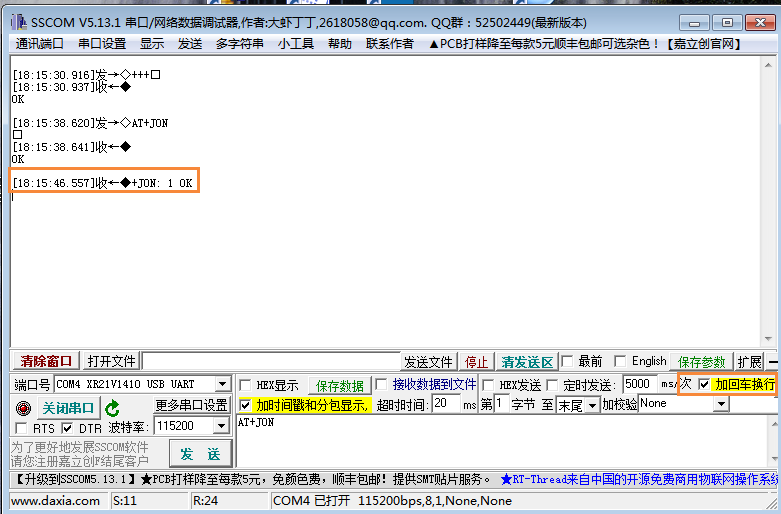 SSCOM V5.13.1 串口/网络数据调试器,作者:大虾丁丁,2618058@qq.com. QQ群：52502449(最新版本)
通讯端口 串口设置 显示 发送 多字符串 小工具 帮助 联系作者 ▲PCB打样降至每款5元顺丰包邮可选杂色！【嘉立创官网】
[18:15:30.916]发→◇+++□
[18:15:30.937]收←◆
OK
[18:15:38.620]发→◇AT+JON
□
[18:15:38.641]收←◆
OK
[18:15:46.557]收←◆+JON: 1 OK
清除窗口 打开文件 发送文件 停止 清发送区 最前 English 保存参数 扩展 —
端口号 COM4 XR21V1410 USB UART HEX显示 保存数据 接收数据到文件 HEX发送 定时发送: 5000 ms/次 加回车换行
关闭串口 更多串口设置 加时间戳和分包显示, 超时时间: 20 ms 第 1 字节 至 末尾 加校验 None
RTS DTR 波特率: 115200 AT+JON
为了更好地发展SSCOM软件
请您注册嘉立创F结尾客户
发 送
【升级到SSCOM5.13.1】★PCB打样降至每款5元，免颜色费，顺丰包邮！提供SMT贴片服务。 ★RT-Thread来自中国的开源免费商用物联网操作系统
www.daxia.com S:11 R:24 COM4 已打开 115200bps,8,1,None,None